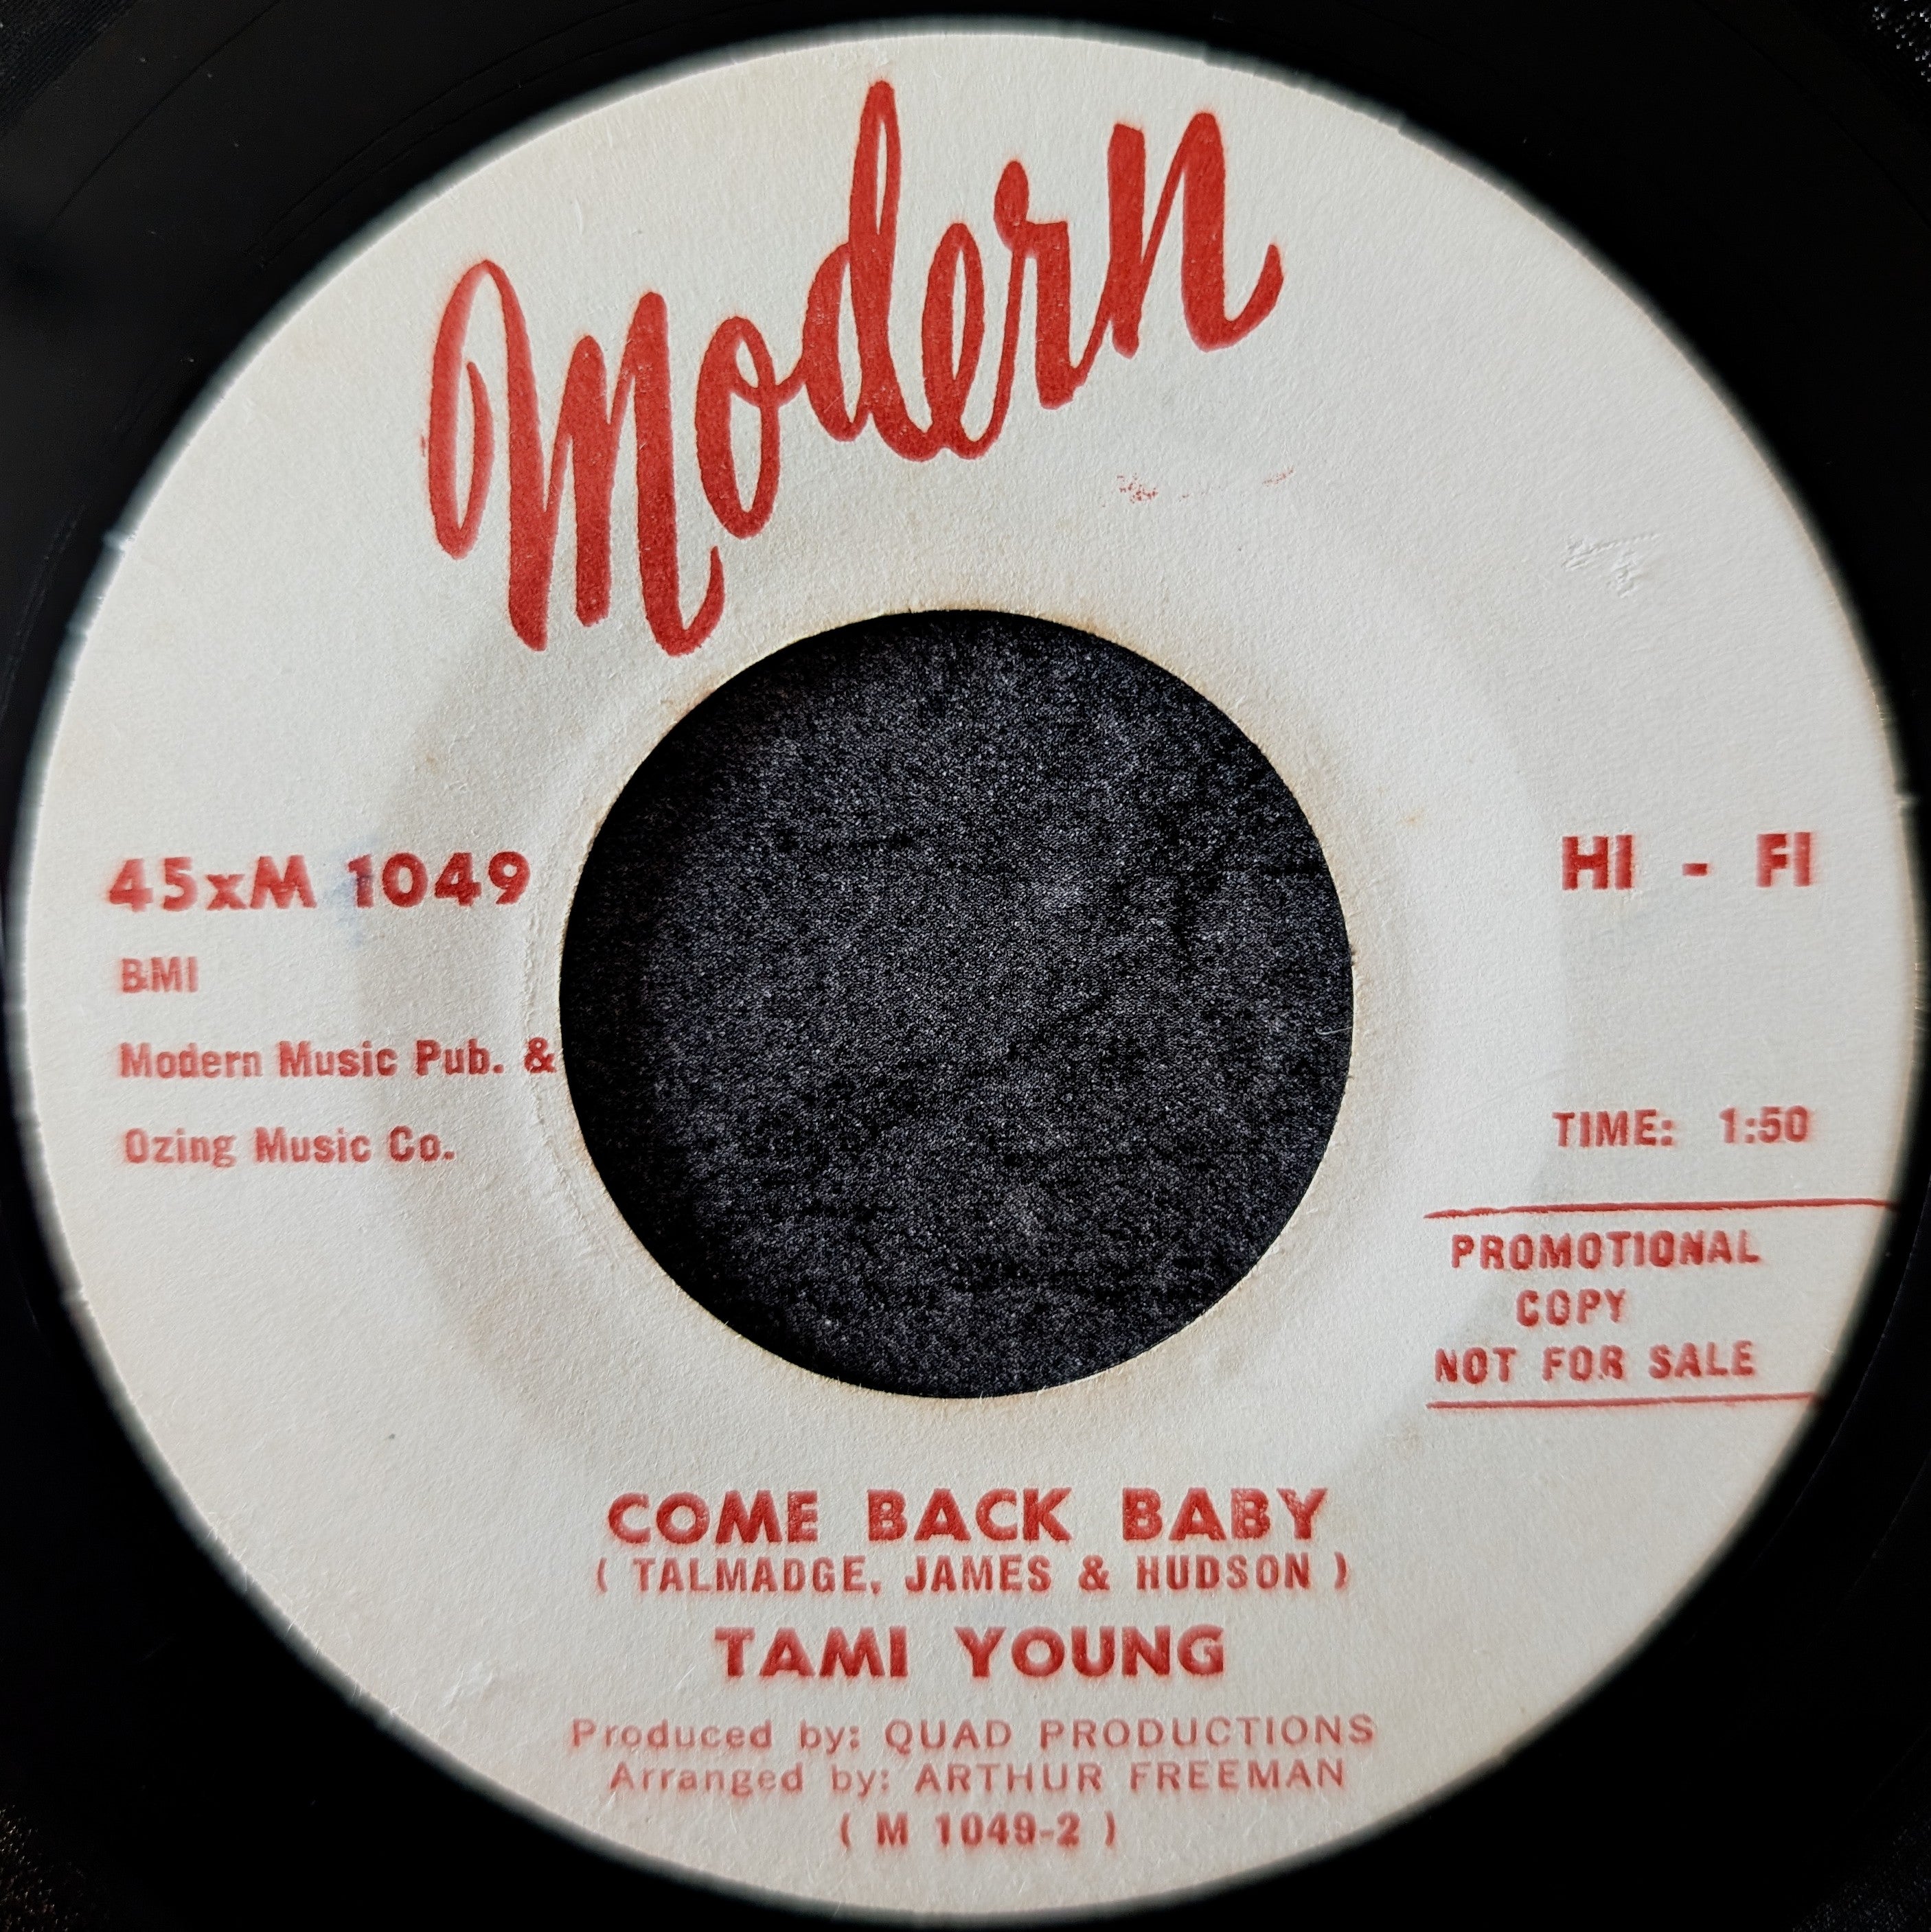 Modern
45xM 1049
HI - FI
BMI
Modern Music Pub. &
Ozing Music Co.
TIME: 1:50
PROMOTIONAL
COPY
NOT FOR SALE
COME BACK BABY
( TALMADGE, JAMES & HUDSON )
TAMI YOUNG
Produced by: QUAD PRODUCTIONS
Arranged by: ARTHUR FREEMAN
( M 1049-2 )